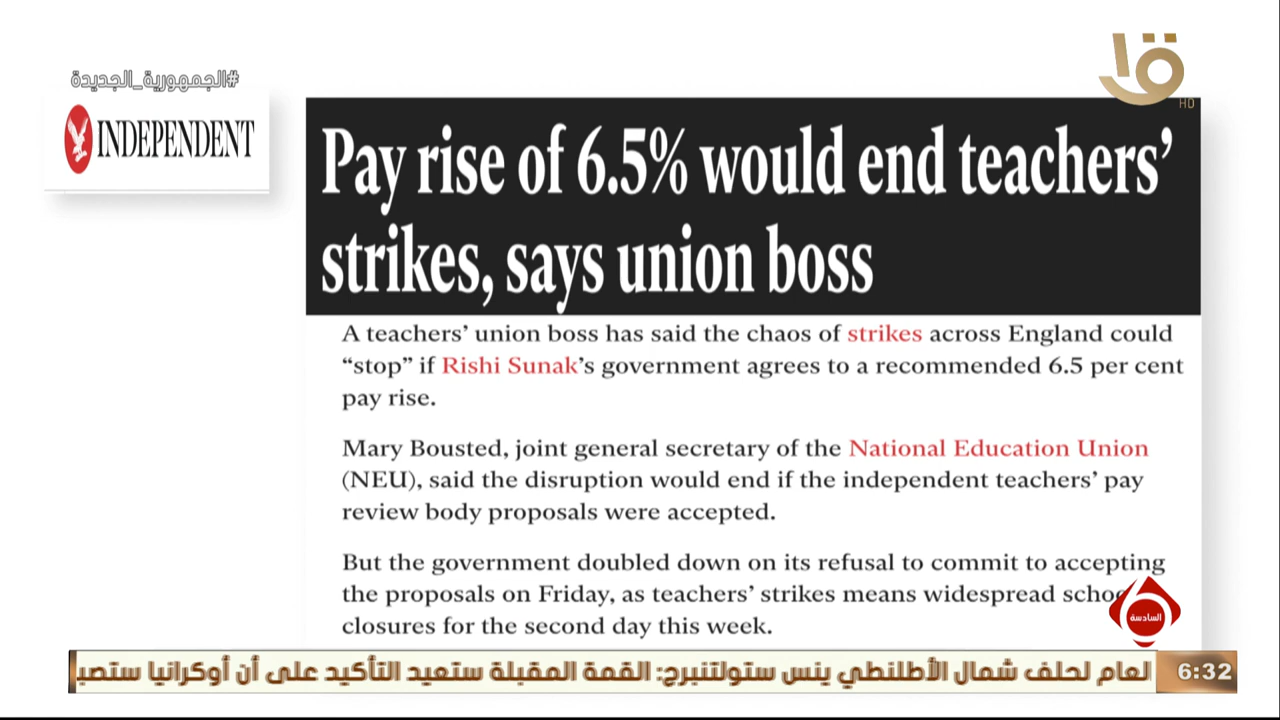 #الجمهورية_الجديدة
INDEPENDENT
HD
Pay rise of 6.5% would end teachers’
strikes, says union boss
A teachers’ union boss has said the chaos of strikes across England could
“stop” if Rishi Sunak’s government agrees to a recommended 6.5 per cent
pay rise.
Mary Bousted, joint general secretary of the National Education Union
(NEU), said the disruption would end if the independent teachers’ pay
review body proposals were accepted.
But the government doubled down on its refusal to commit to accepting
the proposals on Friday, as teachers’ strikes means widespread
closures for the second day this week.
السادسة
لعام لحلف شمال الأطلنطي ينس ستولتنبرج: القمة المقبلة ستعيد التأكيد على أن أوكرانيا ستصب
6:32